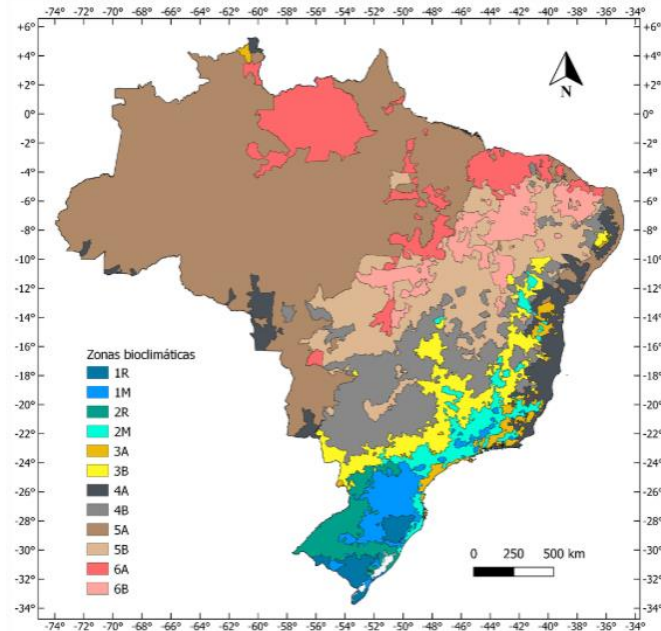 -74° -72° -70° -68° -66° -64° -62° -60° -58° -56° -54° -52° -50° -48° -46° -44° -42° -40° -38° -36° -34°
+6° +6°
+4° +4°
+2° +2°
0° 0°
-2° -2°
-4° -4°
-6° -6°
-8° -8°
-10° -10°
-12° -12°
-14° -14°
-16° -16°
-18° -18°
-20° -20°
-22° -22°
-24° -24°
-26° -26°
-28° -28°
-30° -30°
-32° -32°
-34° -34°
N
Zonas bioclimáticas
1R
1M
2R
2M
3A
3B
4A
4B
5A
5B
6A
6B
0 250 500 km
-74° -72° -70° -68° -66° -64° -62° -60° -58° -56° -54° -52° -50° -48° -46° -44° -42° -40° -38° -36° -34°